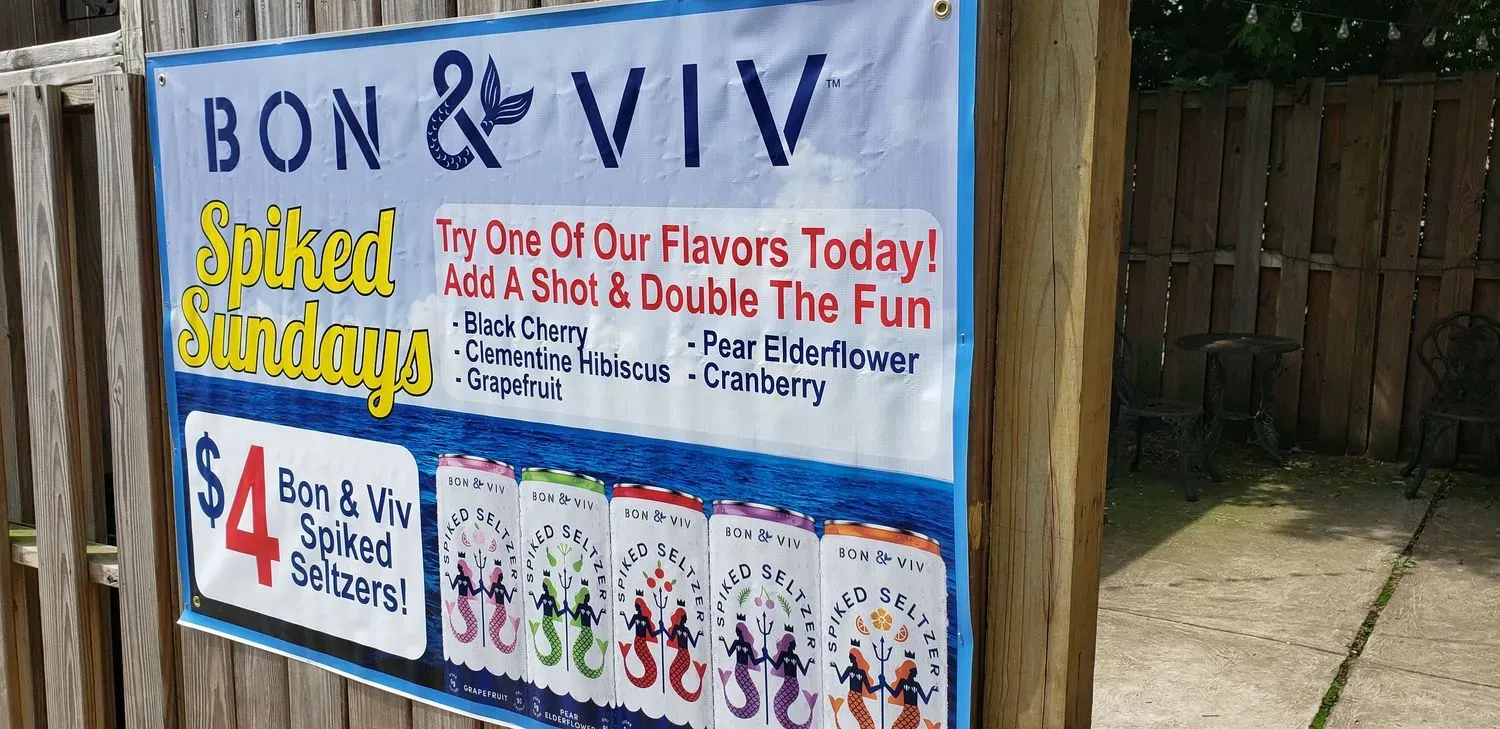 BON & VIV™
Spiked
Sundays
Try One Of Our Flavors Today!
Add A Shot & Double The Fun
- Black Cherry
- Clementine Hibiscus
- Grapefruit
- Pear Elderflower
- Cranberry
$4
Bon & Viv
Spiked
Seltzers!
BON & VIV
SPIKED SELTZER
GRAPEFRUIT
BON & VIV
SPIKED SELTZER
PEAR
ELDERFLOWER
BON & VIV
SPIKED SELTZER
BON & VIV
SPIKED SELTZER
BON & VIV
SPIKED SELTZER